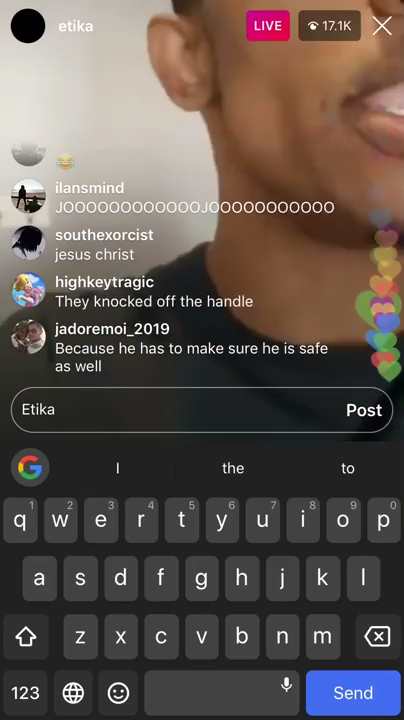 etika
LIVE
17.1K
😂
ilansmind
JOOOOOOOOOOOOJOOOOOOOOOOO
southexorcist
jesus christ
highkeytragic
They knocked off the handle
jadoremoi_2019
Because he has to make sure he is safe
as well
Etika
Post
I the to
1 2 3 4 5 6 7 8 9 0
q w e r t y u i o p
a s d f g h j k l
z x c v b n m
123
Send